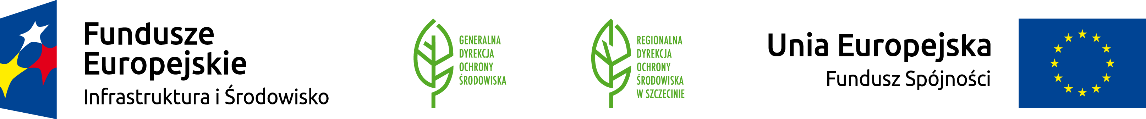 Fundusze
Europejskie
Infrastruktura i Środowisko
GENERALNA
DYREKCJA
OCHRONY
ŚRODOWISKA
REGIONALNA
DYREKCJA
OCHRONY
ŚRODOWISKA
W SZCZECINIE
Unia Europejska
Fundusz Spójności